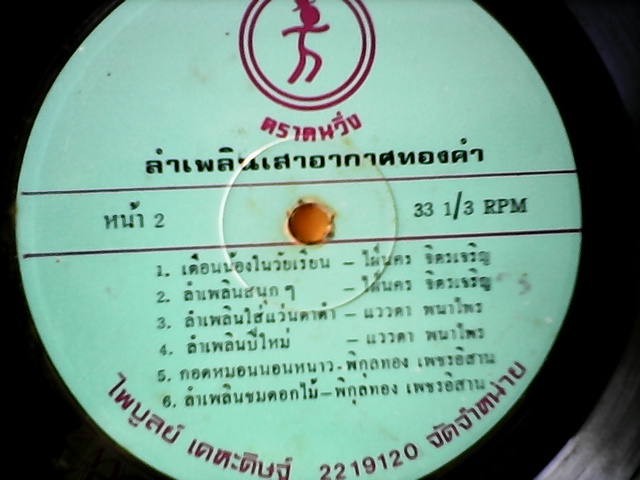 ตราคนวิ่ง
ลำเพลินเสาอากาศทองคำ
หน้า 2
33 1/3 RPM
1. เตือนน้องในวัยเรียน – ไผ่นคร จิตรเจริญ
2. ลำเพลินสนุกๆ – ไผ่นคร จิตรเจริญ
3. ลำเพลินใส่แว่นตาดำ – แววตา พนาไพร
4. ลำเพลินปีใหม่ – แววตา พนาไพร
5. กอดหมอนนอนหนาว - พิกุลทอง เพชรอิสาน
6. ลำเพลินชมดอกไม้ – พิกุลทอง เพชรอิสาน
ไพบูลย์ เดหะดิษฐ์ 2219120 จัดจำหน่าย